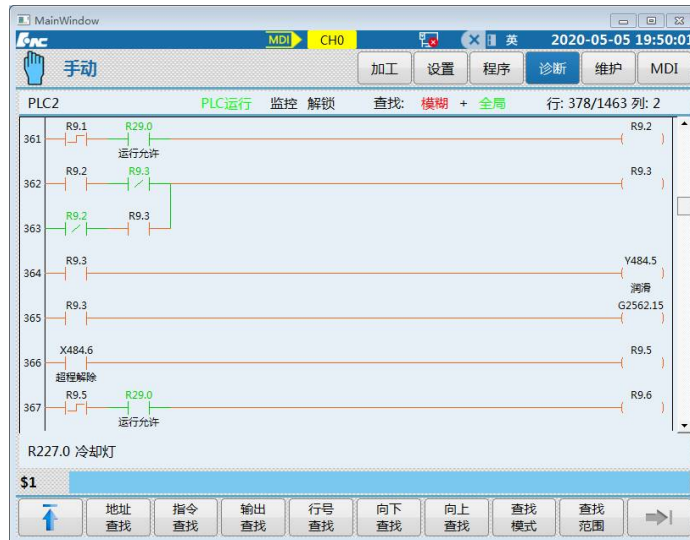 MainWindow
MDI CH0 英 2020-05-05 19:50:01
手动 加工 设置 程序 诊断 维护 MDI
PLC2 PLC运行 监控 解锁 查找: 模糊 + 全局 行: 378/1463 列: 2
R9.1 R29.0 R9.2
361
运行允许
R9.2 R9.3 R9.3
362
R9.2 R9.3
363
R9.3 Y484.5
364
润滑
R9.3 G2562.15
365
X484.6 R9.5
366
超程解除
R9.5 R29.0 R9.6
367
运行允许
R227.0 冷却灯
$1
地址 指令 输出 行号 向下 向上 查找 查找
查找 查找 查找 查找 查找 查找 模式 范围